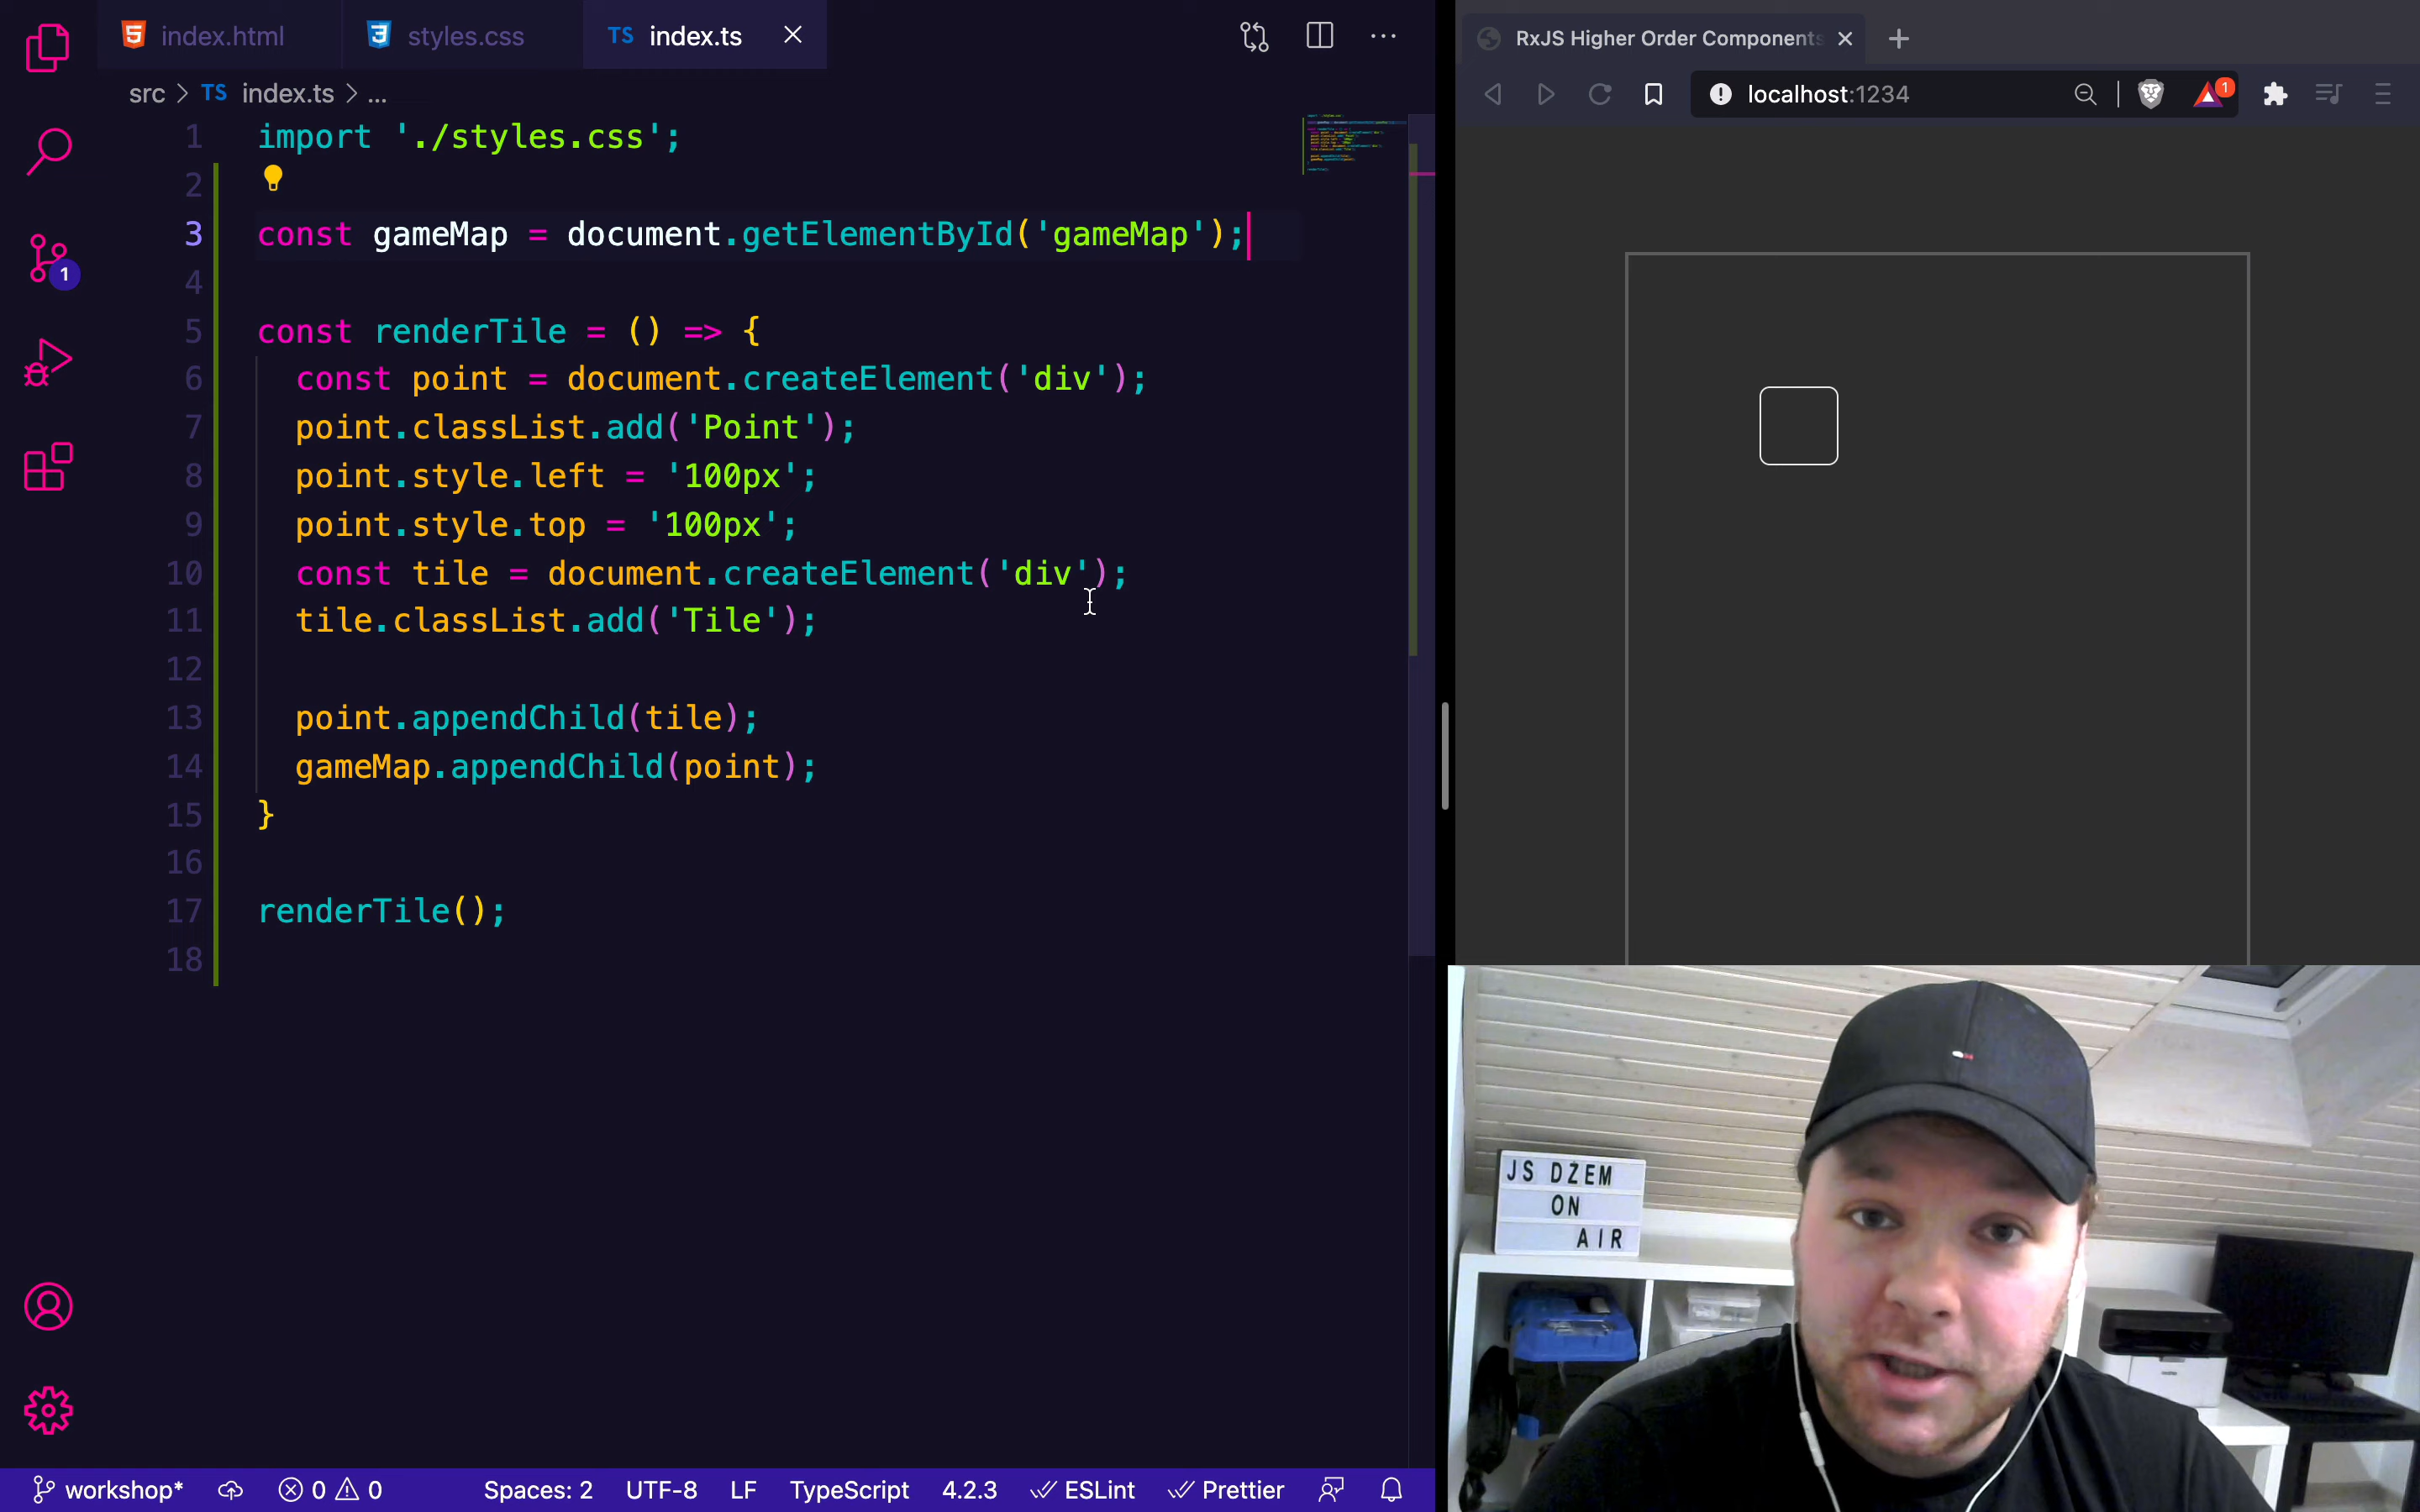 index.html
styles.css
TS index.ts
src > TS index.ts > ...
1 import './styles.css';
2
3 const gameMap = document.getElementById('gameMap');
4
5 const renderTile = () => {
6 const point = document.createElement('div');
7 point.classList.add('Point');
8 point.style.left = '100px';
9 point.style.top = '100px';
10 const tile = document.createElement('div');
11 tile.classList.add('Tile');
12
13 point.appendChild(tile);
14 gameMap.appendChild(point);
15 }
16
17 renderTile();
18
1
workshop* 0 0 Spaces: 2 UTF-8 LF TypeScript 4.2.3 ESLint Prettier
RxJS Higher Order Components
localhost:1234
1
JS DŻEM
ON
AIR